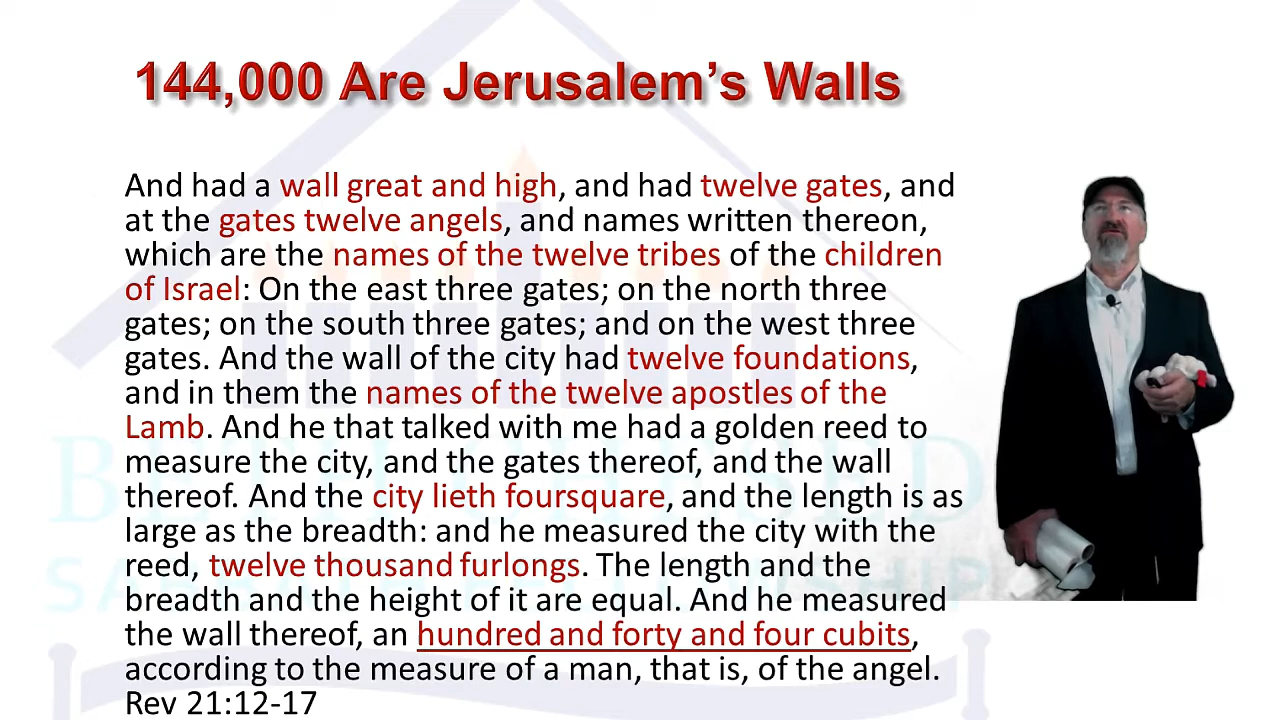 144,000 Are Jerusalem’s Walls
And had a wall great and high, and had twelve gates, and
at the gates twelve angels, and names written thereon,
which are the names of the twelve tribes of the children
of Israel: On the east three gates; on the north three
gates; on the south three gates; and on the west three
gates. And the wall of the city had twelve foundations,
and in them the names of the twelve apostles of the
Lamb. And he that talked with me had a golden reed to
measure the city, and the gates thereof, and the wall
thereof. And the city lieth foursquare, and the length is as
large as the breadth: and he measured the city with the
reed, twelve thousand furlongs. The length and the
breadth and the height of it are equal. And he measured
the wall thereof, an hundred and forty and four cubits,
according to the measure of a man, that is, of the angel.
Rev 21:12-17